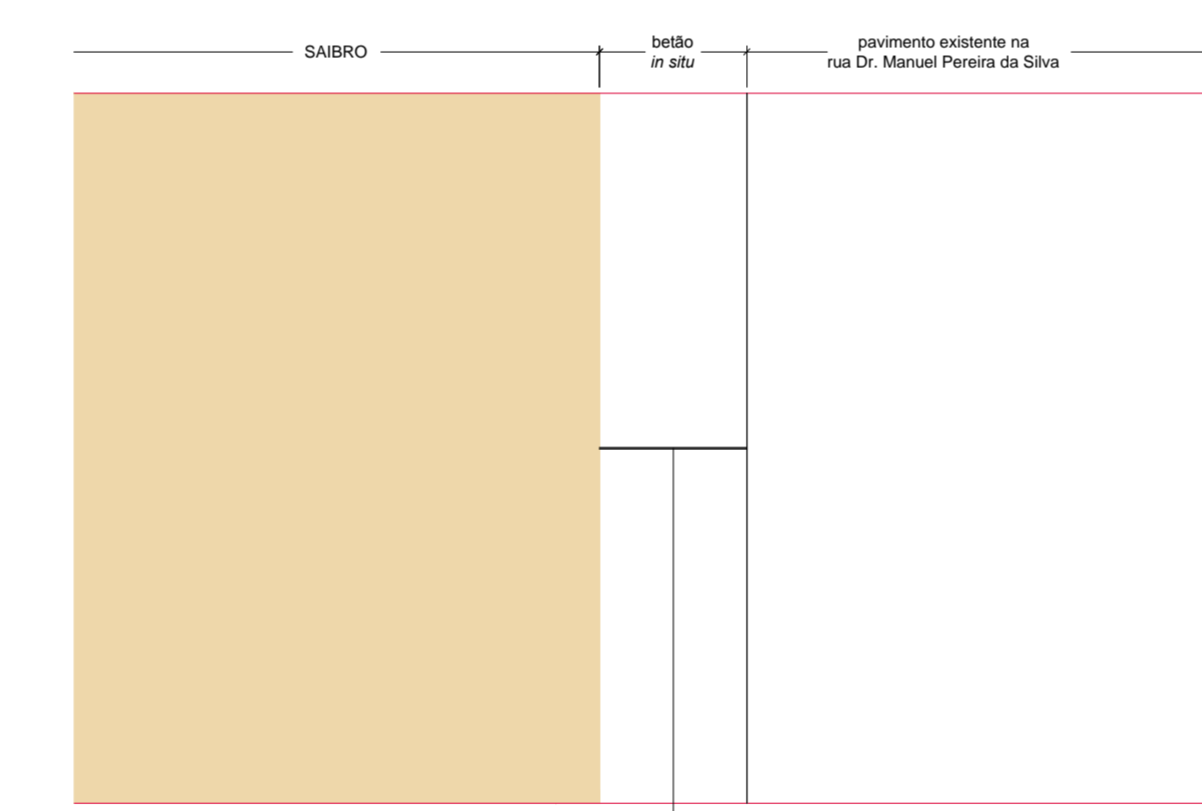 SAIBRO
betão
in situ
pavimento existente na
rua Dr. Manuel Pereira da Silva